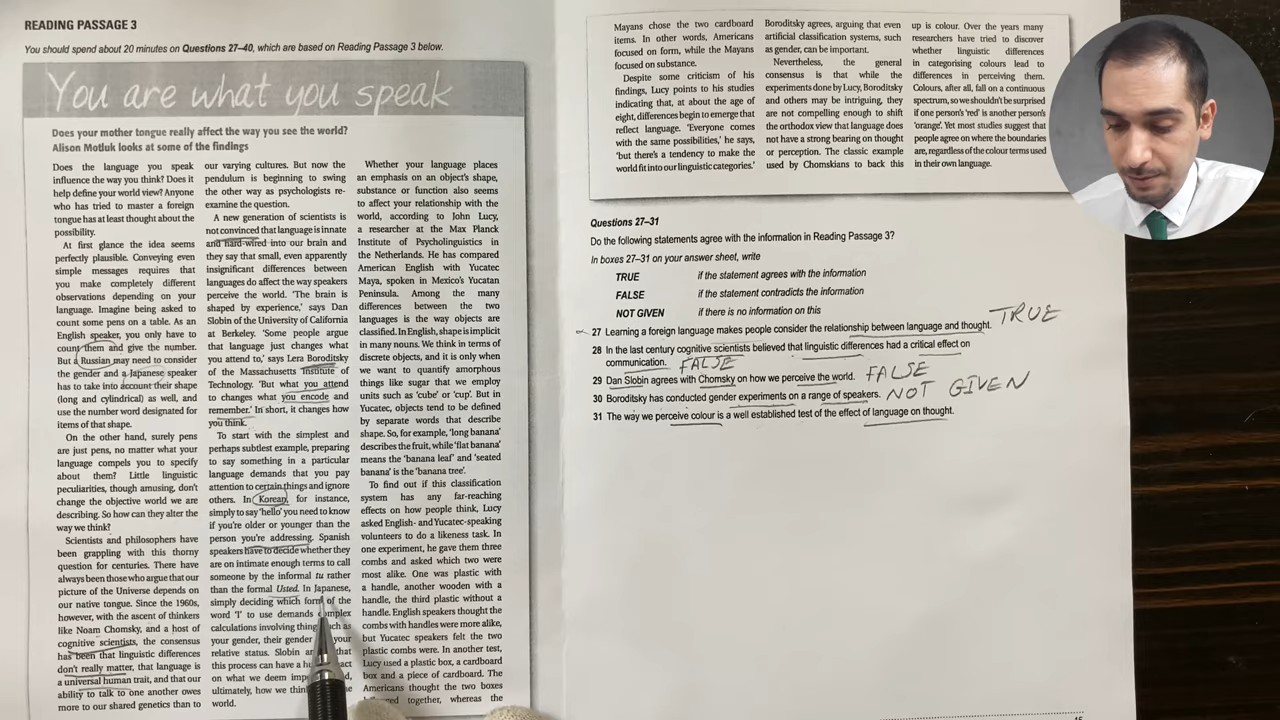 READING PASSAGE 3
You should spend about 20 minutes on Questions 27–40, which are based on Reading Passage 3 below.
You are what you speak
Does your mother tongue really affect the way you see the world?
Alison Motluk looks at some of the findings
Does the language you speak
influence the way you think? Does it
help define your world view? Anyone
who has tried to master a foreign
tongue has at least thought about the
possibility.
At first glance the idea seems
perfectly plausible. Conveying even
simple messages requires that
you make completely different
observations depending on your
language. Imagine being asked to
count some pens on a table. As an
English speaker, you only have to
count them and give the number.
But a Russian may need to consider
the gender and a Japanese speaker
has to take into account their shape
(long and cylindrical) as well, and
use the number word designated for
items of that shape.
On the other hand, surely pens
are just pens, no matter what your
language compels you to specify
about them? Little linguistic
peculiarities, though amusing, don't
change the objective world we are
describing. So how can they alter the
way we think?
Scientists and philosophers have
been grappling with this thorny
question for centuries. There have
always been those who argue that our
picture of the Universe depends on
our native tongue. Since the 1960s,
however, with the ascent of thinkers
like Noam Chomsky, and a host of
cognitive scientists, the consensus
has been that linguistic differences
don't really matter, that language is
a universal human trait, and that our
ability to talk to one another owes
more to our shared genetics than to
our varying cultures. But now the
pendulum is beginning to swing
the other way as psychologists re-
examine the question.
A new generation of scientists is
not convinced that language is innate
and hard-wired into our brain and
they say that small, even apparently
insignificant differences between
languages do affect the way speakers
perceive the world. 'The brain is
shaped by experience,' says Dan
Slobin of the University of California
at Berkeley. 'Some people argue
that language just changes what
you attend to,' says Lera Boroditsky
of the Massachusetts Institute of
Technology. 'But what you attend
to changes what you encode and
remember.' In short, it changes how
you think.
To start with the simplest and
perhaps subtlest example, preparing
to say something in a particular
language demands that you pay
attention to certain things and ignore
others. In Korean, for instance,
simply to say 'hello' you need to know
if you're older or younger than the
person you're addressing. Spanish
speakers have to decide whether they
are on intimate enough terms to call
someone by the informal tu rather
than the formal Usted. In Japanese,
simply deciding which form of the
word 'I' to use demands complex
calculations involving things such as
your gender, their gender your
relative status. Slobin that
this process can have a
on what we deem
ultimately, how we think
world.
Whether your language places
an emphasis on an object's shape,
substance or function also seems
to affect your relationship with the
world, according to John Lucy,
a researcher at the Max Planck
Institute of Psycholinguistics in
the Netherlands. He has compared
American English with Yucatec
Maya, spoken in Mexico's Yucatan
Peninsula. Among the many
differences between the two
languages is the way objects are
classified. In English, shape is implicit
in many nouns. We think in terms of
discrete objects, and it is only when
we want to quantify amorphous
things like sugar that we employ
units such as 'cube' or 'cup'. But in
Yucatec, objects tend to be defined
by separate words that describe
shape. So, for example, 'long banana'
describes the fruit, while 'flat banana'
means the 'banana leaf' and 'seated
banana' is the 'banana tree'.
To find out if this classification
system has any far-reaching
effects on how people think, Lucy
asked English- and Yucatec-speaking
volunteers to do a likeness task. In
one experiment, he gave them three
combs and asked which two were
most alike. One was plastic with
a handle, another wooden with a
handle, the third plastic without a
handle. English speakers thought the
combs with handles were more alike,
but Yucatec speakers felt the two
plastic combs were. In another test,
Lucy used a plastic box, a cardboard
box and a piece of cardboard. The
Americans thought the two boxes
together, whereas the
Mayans chose the two cardboard
items. In other words, Americans
focused on form, while the Mayans
focused on substance.
Despite some criticism of his
findings, Lucy points to his studies
indicating that, at about the age of
eight, differences begin to emerge that
reflect language. 'Everyone comes
with the same possibilities,' he says,
'but there's a tendency to make the
world fit into our linguistic categories.'
Boroditsky agrees, arguing that even
artificial classification systems, such
as gender, can be important.
Nevertheless, the general
consensus is that while the
experiments done by Lucy, Boroditsky
and others may be intriguing, they
are not compelling enough to shift
the orthodox view that language does
not have a strong bearing on thought
or perception. The classic example
used by Chomskians to back this
up is colour. Over the years many
researchers have tried to discover
whether linguistic differences
in categorising colours lead to
differences in perceiving them.
Colours, after all, fall on a continuous
spectrum, so we shouldn't be surprised
if one person's 'red' is another person's
'orange'. Yet most studies suggest that
people agree on where the boundaries
are, regardless of the colour terms used
in their own language.
Questions 27–31
Do the following statements agree with the information in Reading Passage 3?
In boxes 27–31 on your answer sheet, write
TRUE if the statement agrees with the information
FALSE if the statement contradicts the information
NOT GIVEN if there is no information on this
27 Learning a foreign language makes people consider the relationship between language and thought. TRUE
28 In the last century cognitive scientists believed that linguistic differences had a critical effect on
communication. FALSE
29 Dan Slobin agrees with Chomsky on how we perceive the world. FALSE
30 Boroditsky has conducted gender experiments on a range of speakers. NOT GIVEN
31 The way we perceive colour is a well established test of the effect of language on thought.